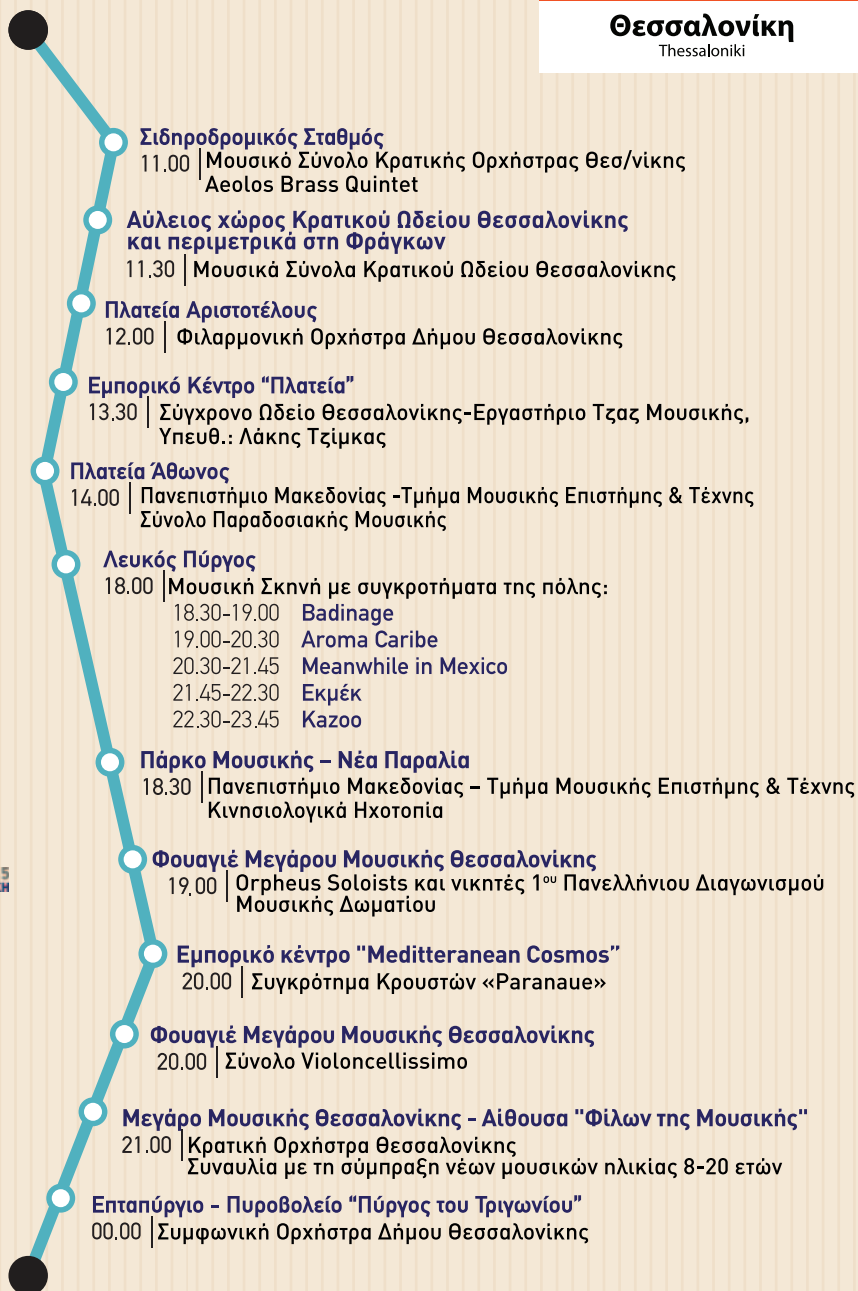 Θεσσαλονίκη
Thessaloniki
Σιδηροδρομικός Σταθμός
11.00 Μουσικό Σύνολο Κρατικής Ορχήστρας Θεσ/νίκης
Aeolos Brass Quintet
Αύλειος χώρος Κρατικού Ωδείου Θεσσαλονίκης
και περιμετρικά στη Φράγκων
11.30 Μουσικά Σύνολα Κρατικού Ωδείου Θεσσαλονίκης
Πλατεία Αριστοτέλους
12.00 Φιλαρμονική Ορχήστρα Δήμου Θεσσαλονίκης
Εμπορικό Κέντρο “Πλατεία”
13.30 Σύγχρονο Ωδείο Θεσσαλονίκης-Εργαστήριο Τζαζ Μουσικής,
Υπευθ.: Λάκης Τζίμκας
Πλατεία Άθωνος
14.00 Πανεπιστήμιο Μακεδονίας -Τμήμα Μουσικής Επιστήμης & Τέχνης
Σύνολο Παραδοσιακής Μουσικής
Λευκός Πύργος
18.00 Μουσική Σκηνή με συγκροτήματα της πόλης:
18.30-19.00 Badinage
19.00-20.30 Aroma Caribe
20.30-21.45 Meanwhile in Mexico
21.45-22.30 Εκμέκ
22.30-23.45 Kazoo
Πάρκο Μουσικής – Νέα Παραλία
18.30 Πανεπιστήμιο Μακεδονίας – Τμήμα Μουσικής Επιστήμης & Τέχνης
Κινησιολογικά Ηχοτοπία
Φουαγιέ Μεγάρου Μουσικής Θεσσαλονίκης
19.00 Orpheus Soloists και νικητές 1ου Πανελλήνιου Διαγωνισμού
Μουσικής Δωματίου
Εμπορικό κέντρο "Meditteranean Cosmos”
20.00 Συγκρότημα Κρουστών «Paranaue»
Φουαγιέ Μεγάρου Μουσικής Θεσσαλονίκης
20.00 Σύνολο Violoncellissimo
Μεγάρο Μουσικής Θεσσαλονίκης - Αίθουσα "Φίλων της Μουσικής"
21.00 Κρατική Ορχήστρα Θεσσαλονίκης
Συναυλία με τη σύμπραξη νέων μουσικών ηλικίας 8-20 ετών
Επταπύργιο - Πυροβολείο “Πύργος του Τριγωνίου”
00.00 Συμφωνική Ορχήστρα Δήμου Θεσσαλονίκης